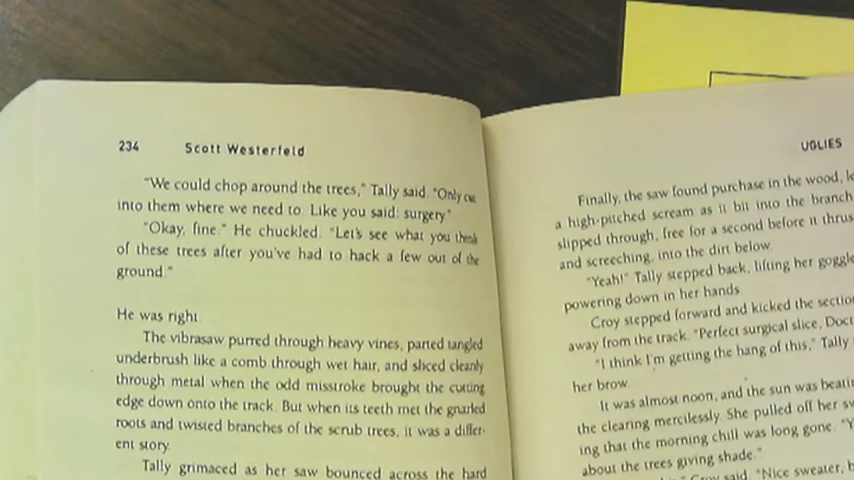 234 Scott Westerfeld
"We could chop around the trees," Tally said. "Only cut
into them where we need to. Like you said: surgery."
"Okay, fine." He chuckled. "Let's see what you think
of these trees after you've had to hack a few out of the
ground."
He was right.
The vibrasaw purred through heavy vines, parted tangled
underbrush like a comb through wet hair, and sliced cleanly
through metal when the odd misstroke brought the cutting
edge down onto the track. But when its teeth met the gnarled
roots and twisted branches of the scrub trees, it was a differ-
ent story.
Tally grimaced as her saw bounced across the hard
UGLIES
Finally, the saw found purchase in the wood, le
a high-pitched scream as it bit into the branch
slipped through, free for a second before it thrus
and screeching, into the dirt below.
"Yeah!" Tally stepped back, lifting her goggle
powering down in her hands.
Croy stepped forward and kicked the section
away from the track. "Perfect surgical slice, Doct
"I think I'm getting the hang of this," Tally
her brow.
It was almost noon, and the sun was beatin
the clearing mercilessly. She pulled off her sw
ing that the morning chill was long gone. "Y
about the trees giving shade."
Croy said. "Nice sweater, b